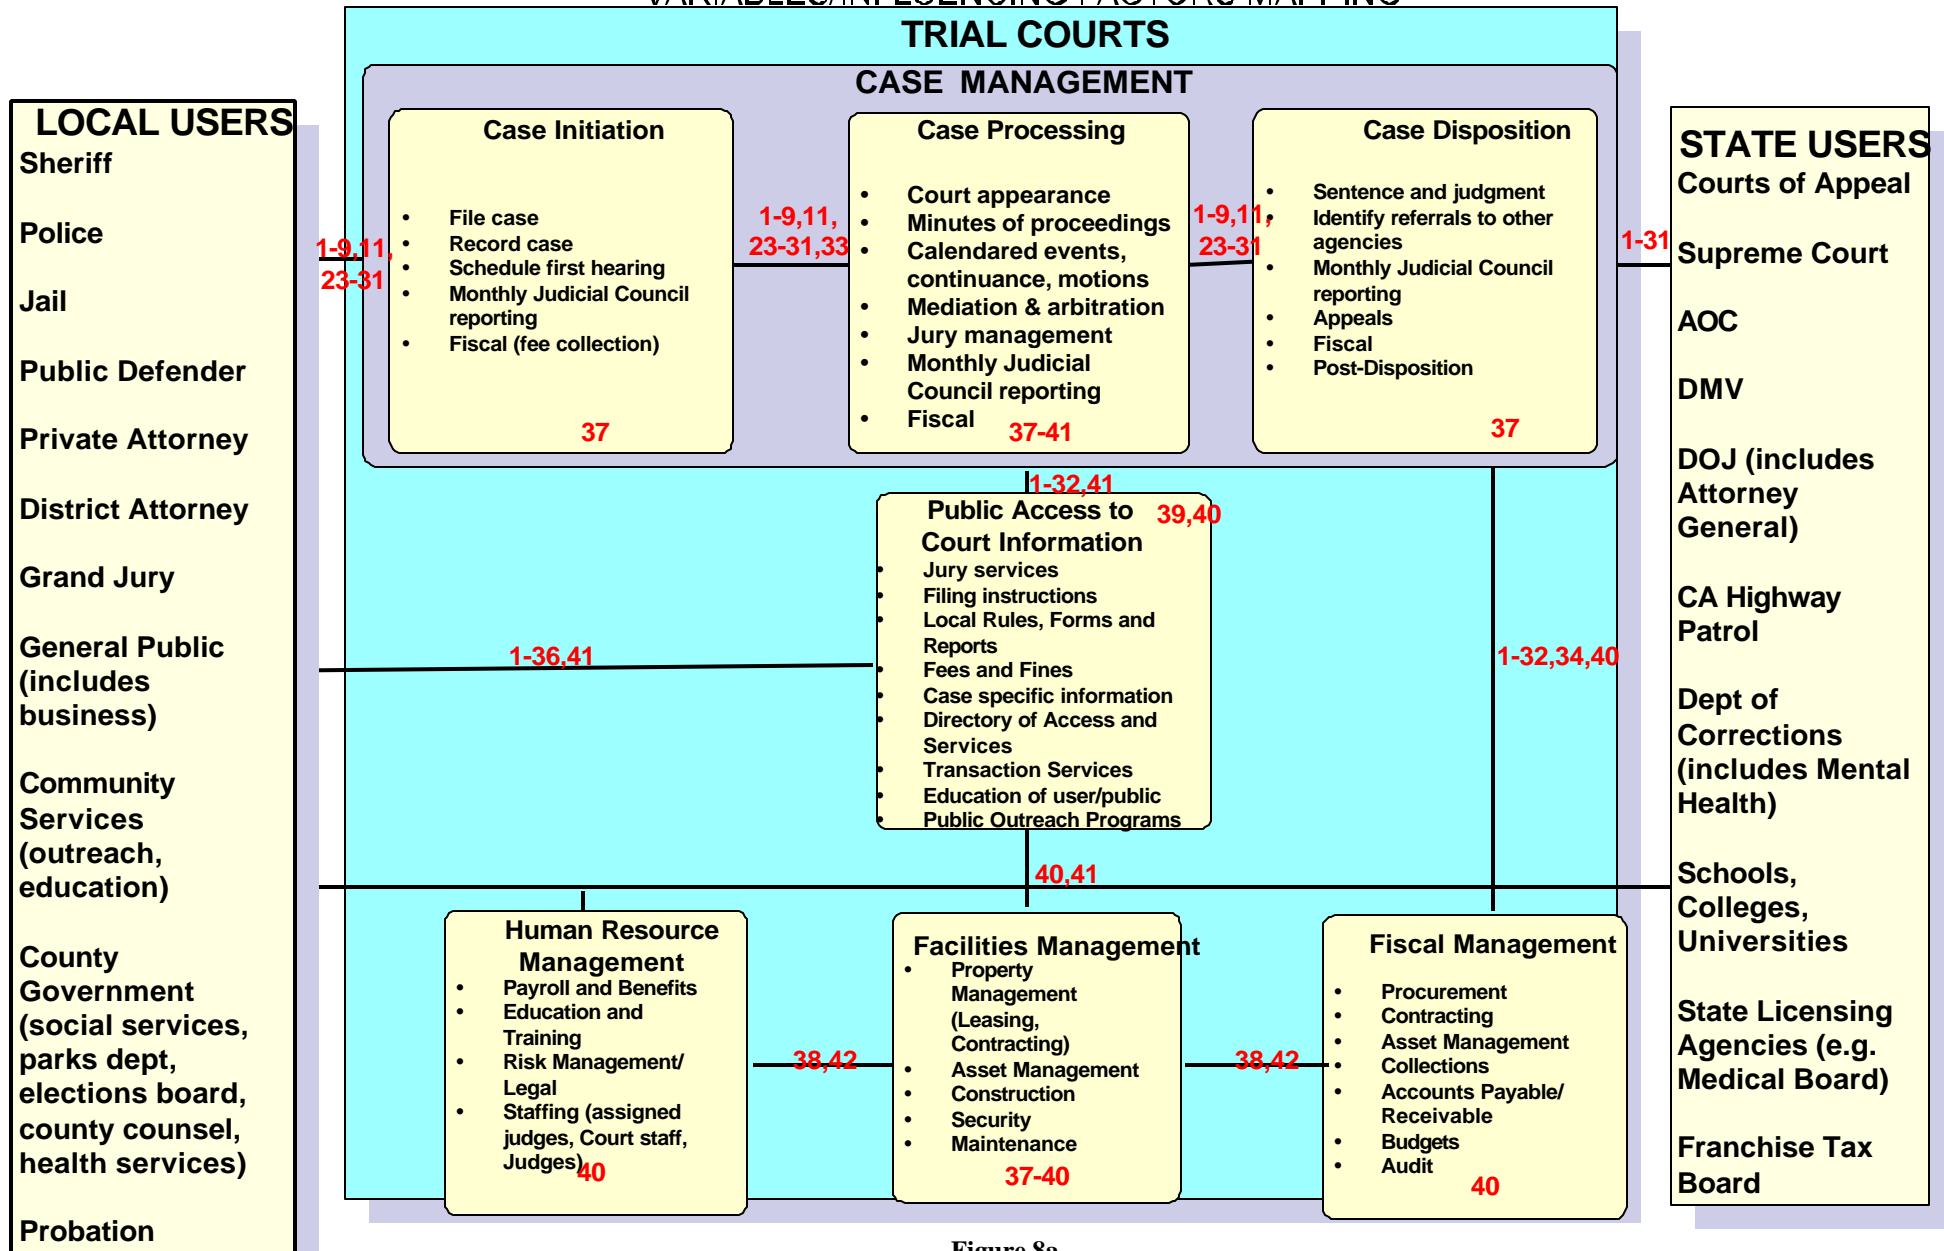 VARIABLES/INFLUENCING FACTORS MAPPING
TRIAL COURTS
CASE MANAGEMENT
LOCAL USERS
Sheriff
Police
Jail
Public Defender
Private Attorney
District Attorney
Grand Jury
General Public
(includes
business)
Community
Services
(outreach,
education)
County
Government
(social services,
parks dept,
elections board,
county counsel,
health services)
Probation
1-9,11,
23-31
Case Initiation
• File case
• Record case
• Schedule first hearing
• Monthly Judicial Council
reporting
• Fiscal (fee collection)
37
1-9,11,
23-31,33
Case Processing
• Court appearance
• Minutes of proceedings
• Calendared events,
continuance, motions
• Mediation & arbitration
• Jury management
• Monthly Judicial
Council reporting
• Fiscal
37-41
1-9,11,
23-31
Case Disposition
• Sentence and judgment
• Identify referrals to other
agencies
• Monthly Judicial Council
reporting
• Appeals
• Fiscal
• Post-Disposition
37
1-31
1-32,41
Public Access to
Court Information
39,40
• Jury services
• Filing instructions
• Local Rules, Forms and
Reports
• Fees and Fines
• Case specific information
• Directory of Access and
Services
• Transaction Services
• Education of user/public
• Public Outreach Programs
1-36,41
1-32,34,40
40,41
Human Resource
Management
• Payroll and Benefits
• Education and
Training
• Risk Management/
Legal
• Staffing (assigned
judges, Court staff,
Judges)
40
38,42
Facilities Management
• Property
Management
(Leasing,
Contracting)
• Asset Management
• Construction
• Security
• Maintenance
37-40
38,42
Fiscal Management
• Procurement
• Contracting
• Asset Management
• Collections
• Accounts Payable/
Receivable
• Budgets
• Audit
40
STATE USERS
Courts of Appeal
Supreme Court
AOC
DMV
DOJ (includes
Attorney
General)
CA Highway
Patrol
Dept of
Corrections
(includes Mental
Health)
Schools,
Colleges,
Universities
State Licensing
Agencies (e.g.
Medical Board)
Franchise Tax
Board
Figure 8a